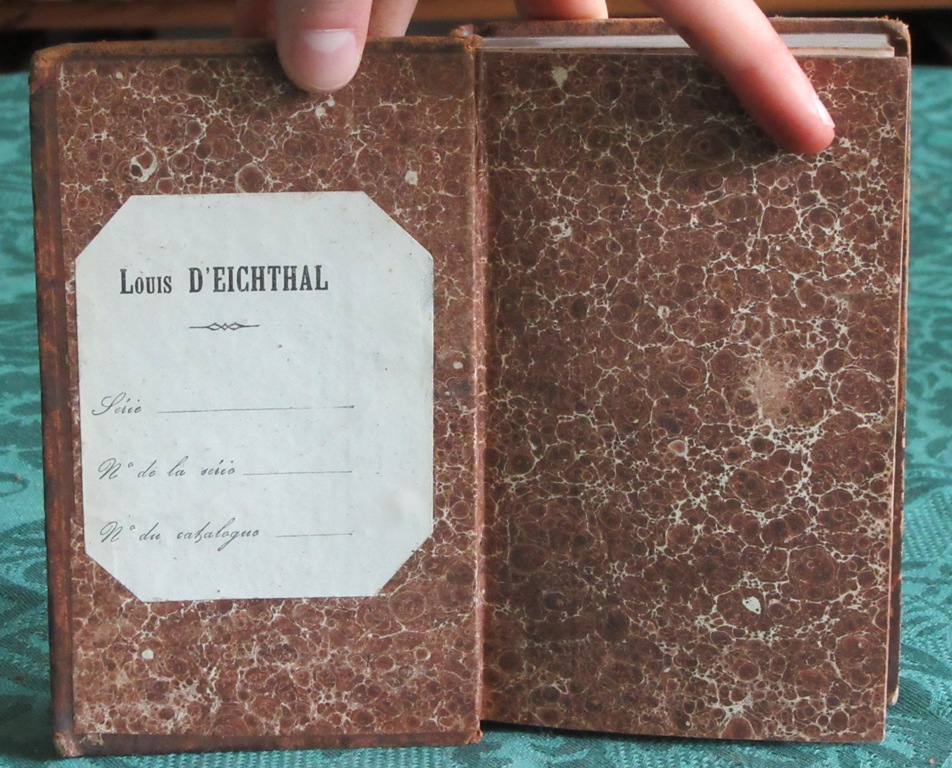 Louis D'EICHTHAL
Série
N° de la série
N° du catalogue